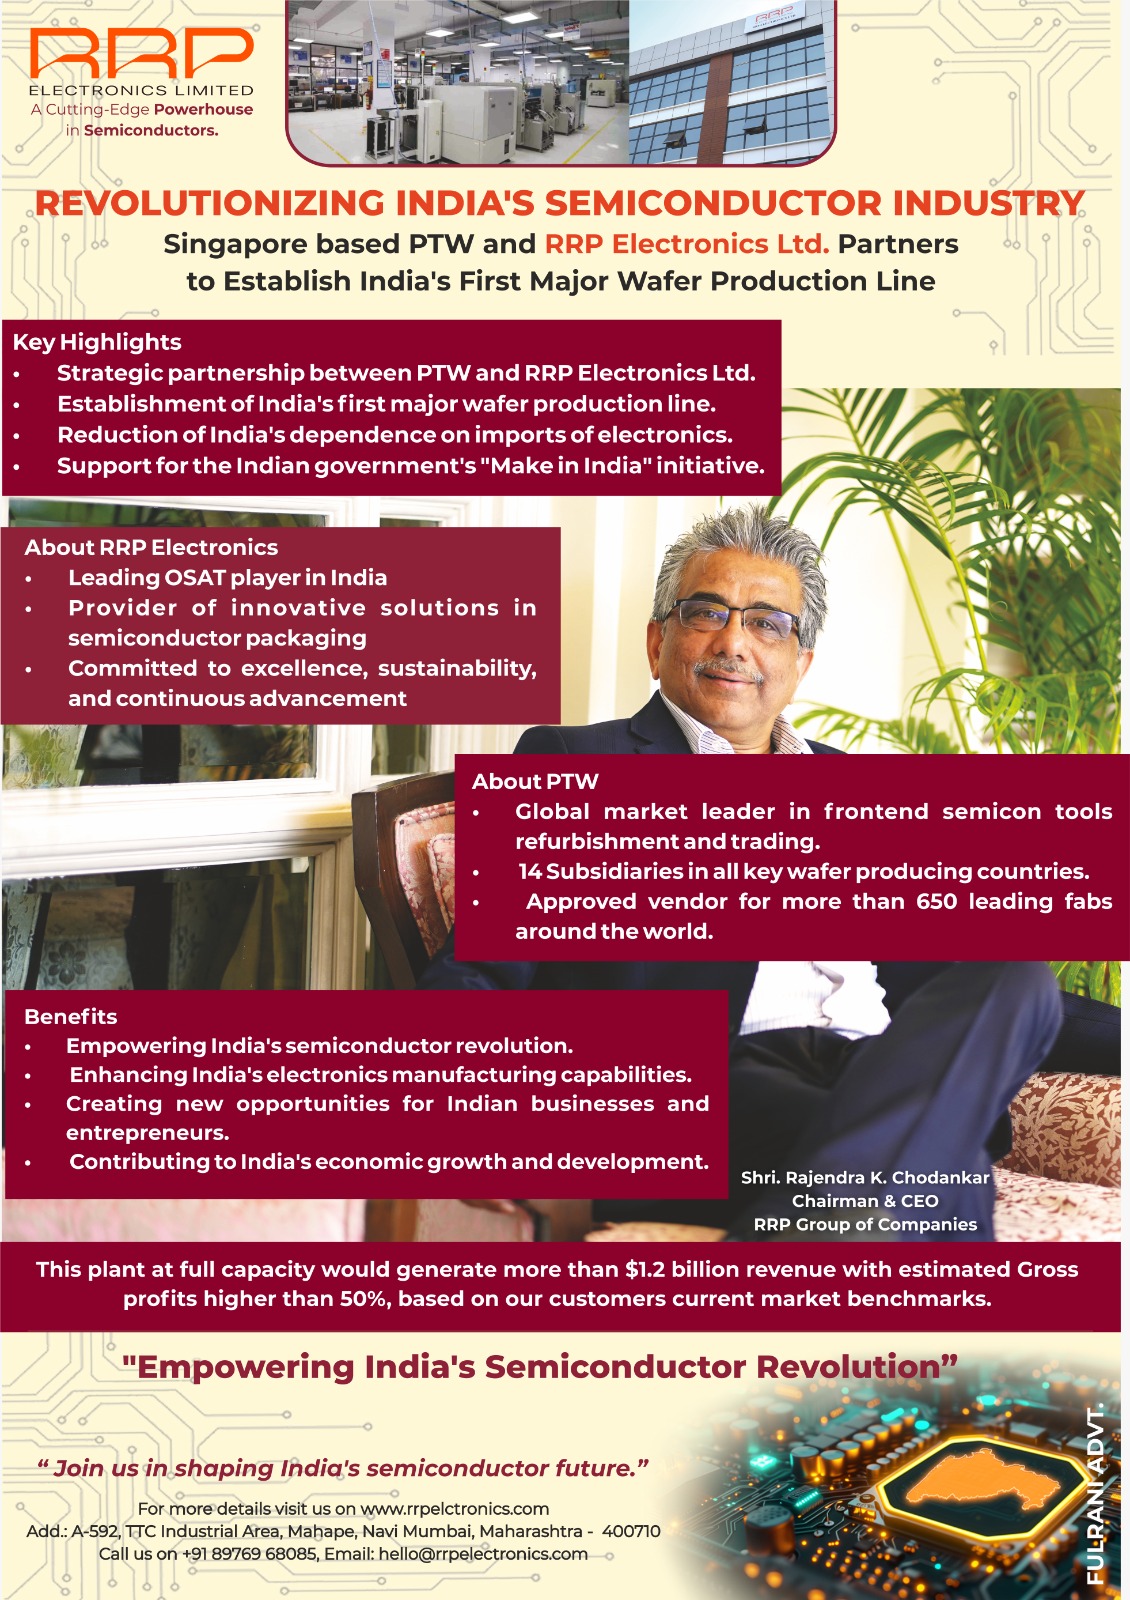 RRP
ELECTRONICS LIMITED
A Cutting-Edge Powerhouse
in Semiconductors.
RRP
REVOLUTIONIZING INDIA'S SEMICONDUCTOR INDUSTRY
Singapore based PTW and RRP Electronics Ltd. Partners
to Establish India's First Major Wafer Production Line
Key Highlights
• Strategic partnership between PTW and RRP Electronics Ltd.
• Establishment of India's first major wafer production line.
• Reduction of India's dependence on imports of electronics.
• Support for the Indian government's "Make in India" initiative.
About RRP Electronics
• Leading OSAT player in India
• Provider of innovative solutions in
semiconductor packaging
• Committed to excellence, sustainability,
and continuous advancement
About PTW
• Global market leader in frontend semicon tools
refurbishment and trading.
• 14 Subsidiaries in all key wafer producing countries.
• Approved vendor for more than 650 leading fabs
around the world.
Benefits
• Empowering India's semiconductor revolution.
• Enhancing India's electronics manufacturing capabilities.
• Creating new opportunities for Indian businesses and
entrepreneurs.
• Contributing to India's economic growth and development.
Shri. Rajendra K. Chodankar
Chairman & CEO
RRP Group of Companies
This plant at full capacity would generate more than $1.2 billion revenue with estimated Gross
profits higher than 50%, based on our customers current market benchmarks.
"Empowering India's Semiconductor Revolution”
“ Join us in shaping India's semiconductor future.”
For more details visit us on www.rrpelctronics.com
Add.: A-592, TTC Industrial Area, Mahape, Navi Mumbai, Maharashtra - 400710
Call us on +91 89769 68085, Email: hello@rrpelectronics.com
FULRANI ADVT.